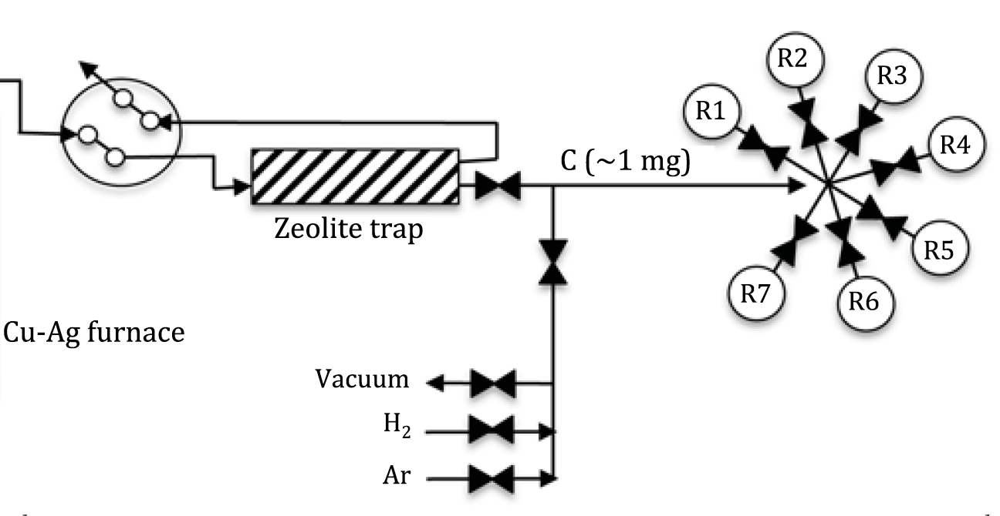 R2
R3
R1
R4
C (~1 mg)
Zeolite trap
R5
R7
R6
Cu-Ag furnace
Vacuum
H₂
Ar